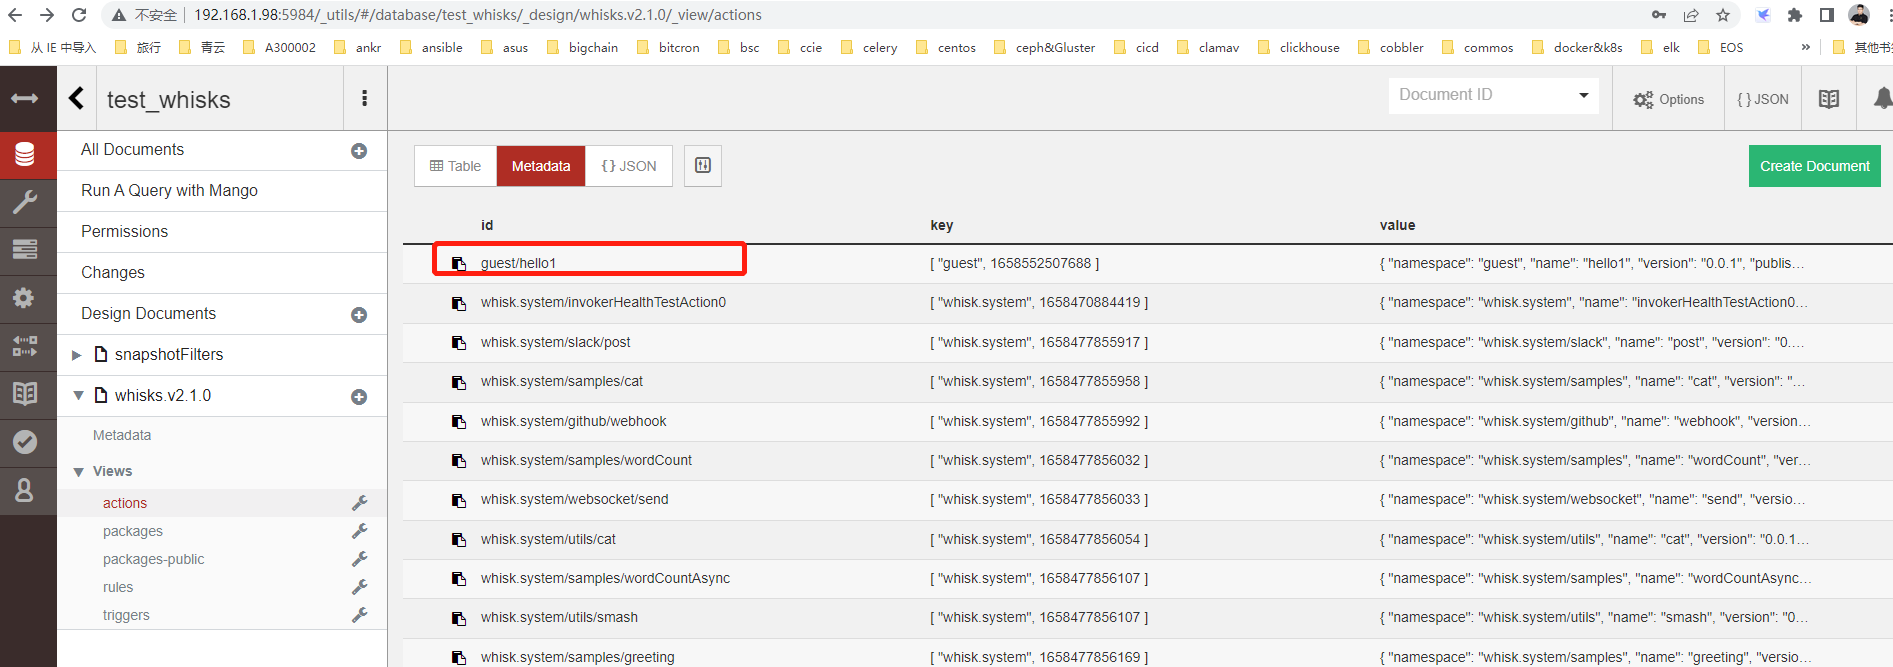 不安全 192.168.1.98:5984/_utils/#/database/test_whisks/_design/whisks.v2.1.0/_view/actions
从 IE 中导入 旅行 青云 A300002 ankr ansible asus bigchain bitcron bsc ccie celery centos ceph&Gluster cicd clamav clickhouse cobbler commos docker&k8s elk EOS » 其他书签
test_whisks
Document ID
Options
{ } JSON
All Documents
Run A Query with Mango
Permissions
Changes
Design Documents
snapshotFilters
whisks.v2.1.0
Metadata
Views
actions
packages
packages-public
rules
triggers
Table Metadata { } JSON
Create Document
id key value
guest/hello1 [ "guest", 1658552507688 ] { "namespace": "guest", "name": "hello1", "version": "0.0.1", "publis...
whisk.system/invokerHealthTestAction0 [ "whisk.system", 1658470884419 ] { "namespace": "whisk.system", "name": "invokerHealthTestAction0...
whisk.system/slack/post [ "whisk.system", 1658477855917 ] { "namespace": "whisk.system/slack", "name": "post", "version": "0....
whisk.system/samples/cat [ "whisk.system", 1658477855958 ] { "namespace": "whisk.system/samples", "name": "cat", "version": "...
whisk.system/github/webhook [ "whisk.system", 1658477855992 ] { "namespace": "whisk.system/github", "name": "webhook", "version...
whisk.system/samples/wordCount [ "whisk.system", 1658477856032 ] { "namespace": "whisk.system/samples", "name": "wordCount", "ver...
whisk.system/websocket/send [ "whisk.system", 1658477856033 ] { "namespace": "whisk.system/websocket", "name": "send", "versio...
whisk.system/utils/cat [ "whisk.system", 1658477856054 ] { "namespace": "whisk.system/utils", "name": "cat", "version": "0.0.1...
whisk.system/samples/wordCountAsync [ "whisk.system", 1658477856107 ] { "namespace": "whisk.system/samples", "name": "wordCountAsync...
whisk.system/utils/smash [ "whisk.system", 1658477856107 ] { "namespace": "whisk.system/utils", "name": "smash", "version": "0...
whisk.system/samples/greeting [ "whisk.system", 1658477856169 ] { "namespace": "whisk.system/samples", "name": "greeting", "versio...